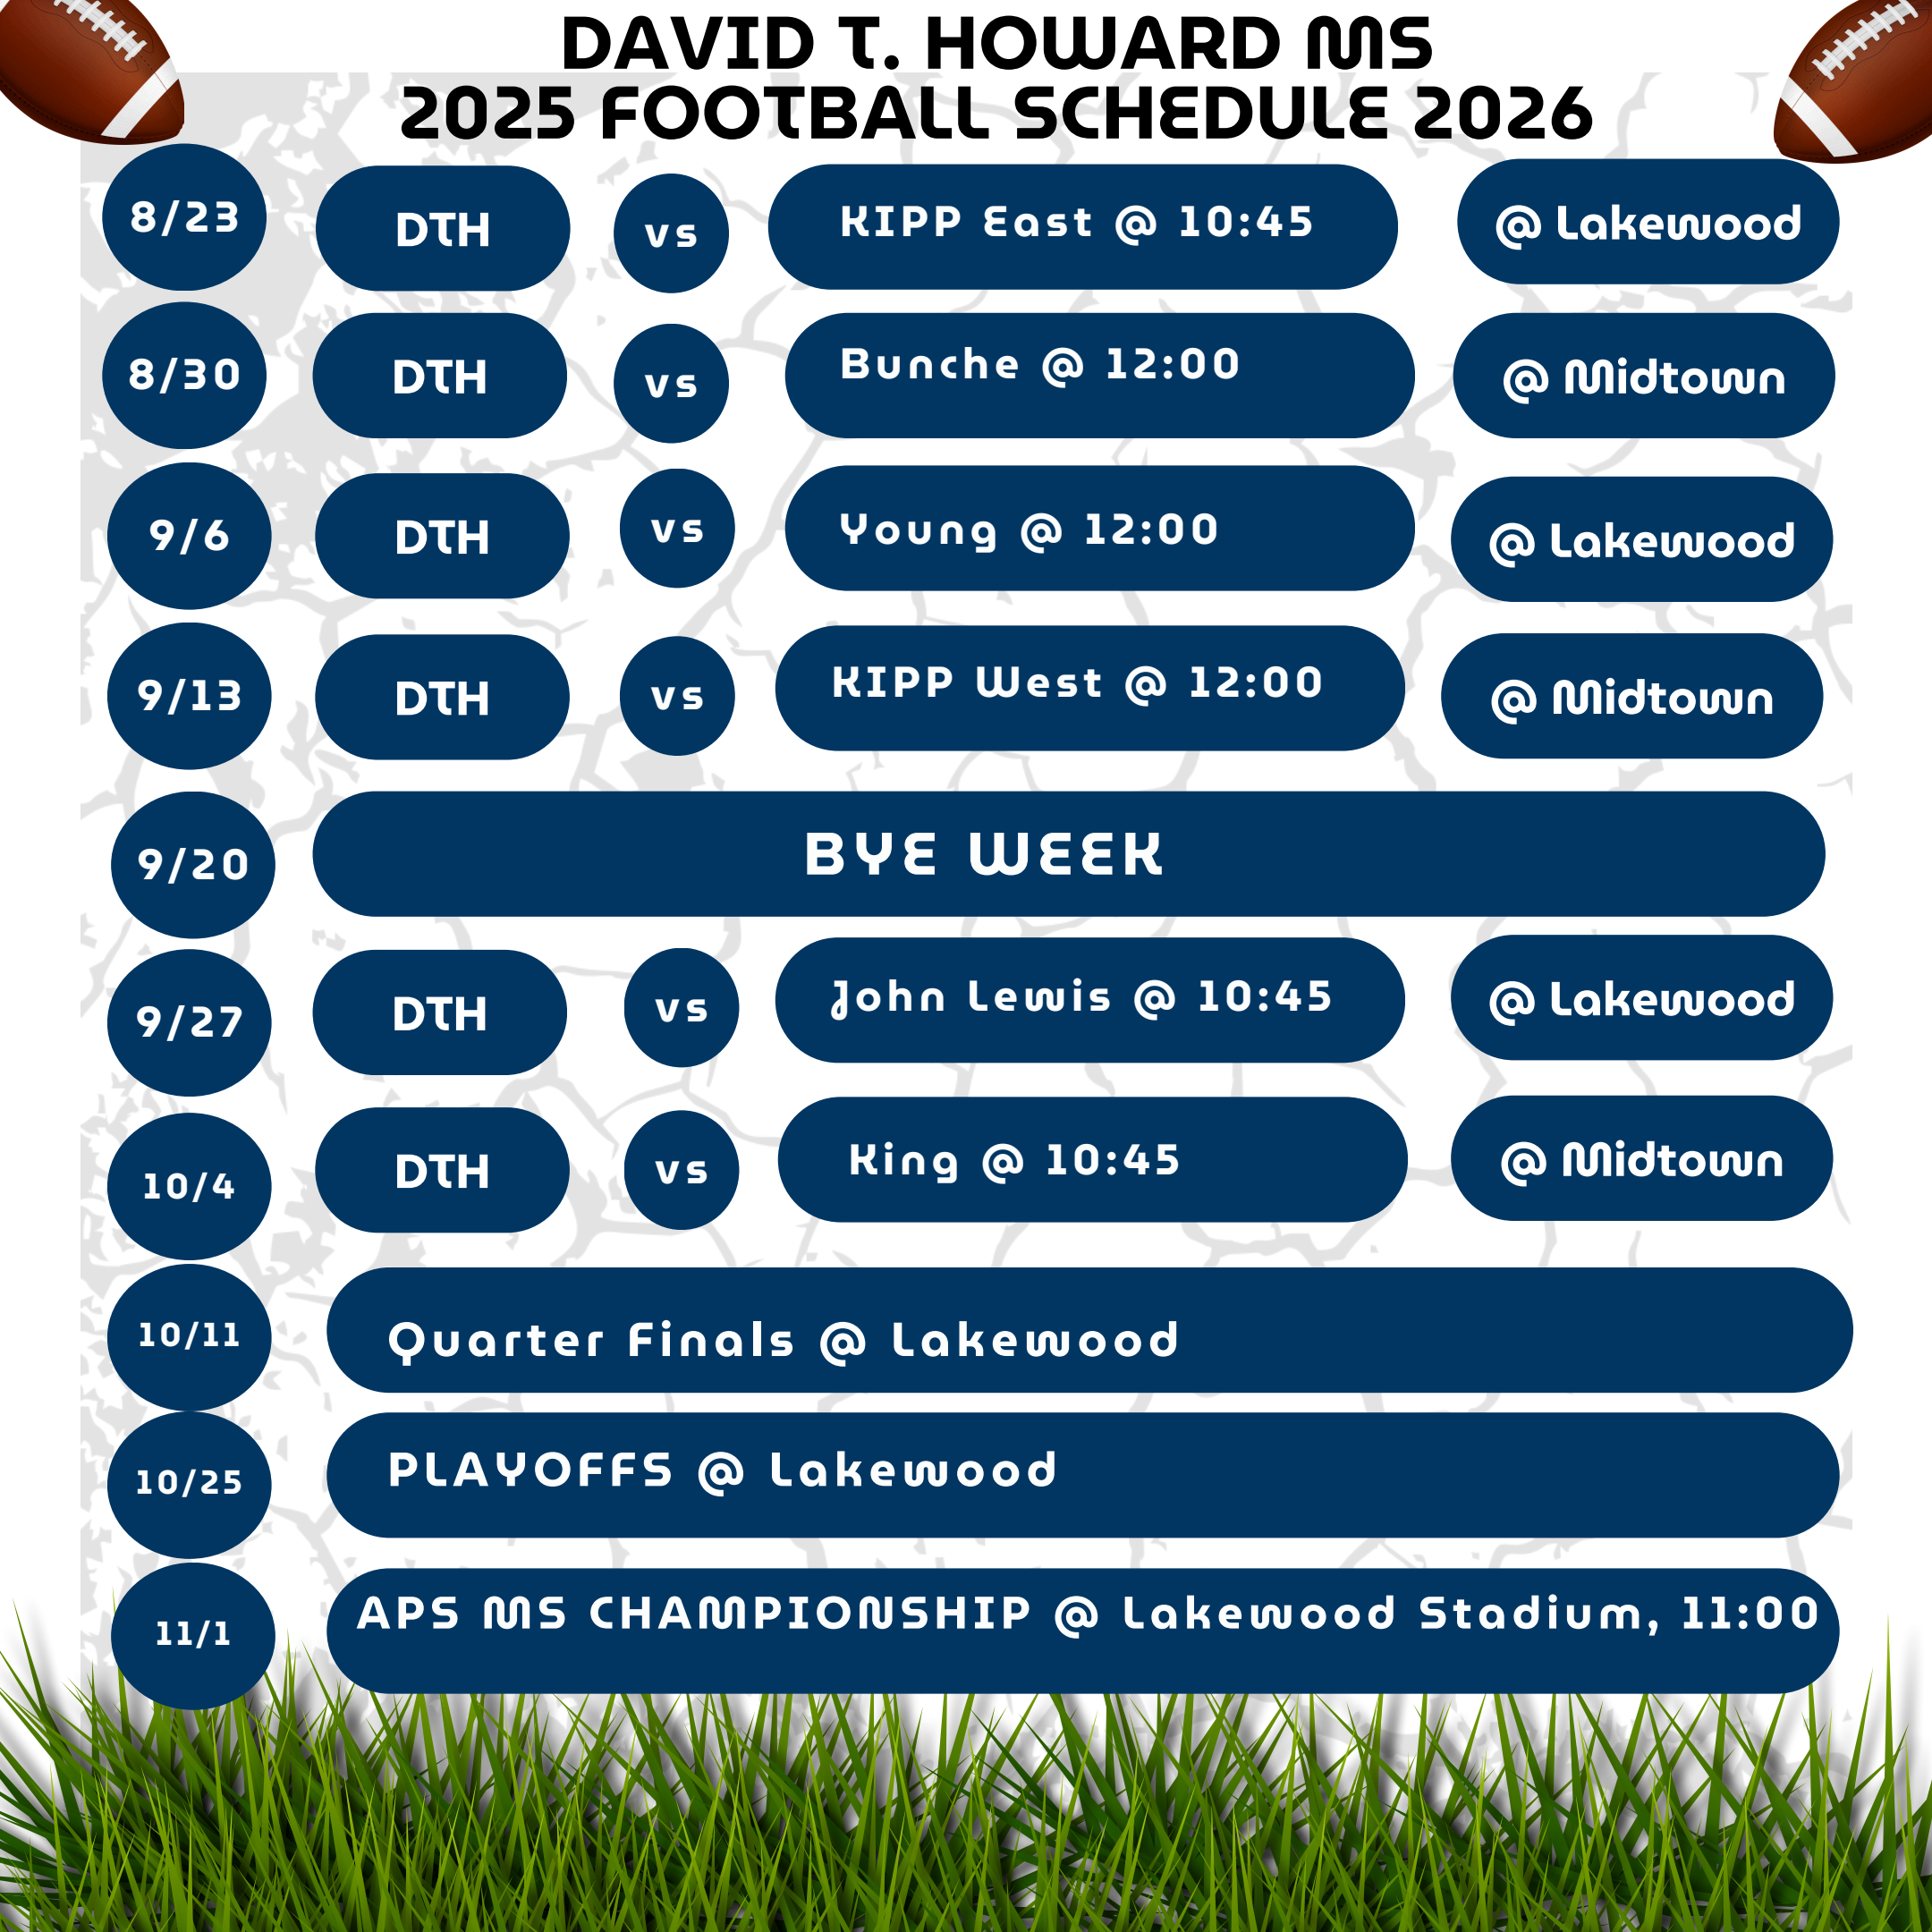 DAVID T. HOWARD MS
2025 FOOTBALL SCHEDULE 2026
8/23 DTH vs KIPP East @ 10:45 @ Lakewood
8/30 DTH vs Bunche @ 12:00 @ Midtown
9/6 DTH vs Young @ 12:00 @ Lakewood
9/13 DTH vs KIPP West @ 12:00 @ Midtown
9/20 BYE WEEK
9/27 DTH vs John Lewis @ 10:45 @ Lakewood
10/4 DTH vs King @ 10:45 @ Midtown
10/11 Quarter Finals @ Lakewood
10/25 PLAYOFFS @ Lakewood
11/1 APS MS CHAMPIONSHIP @ Lakewood Stadium, 11:00